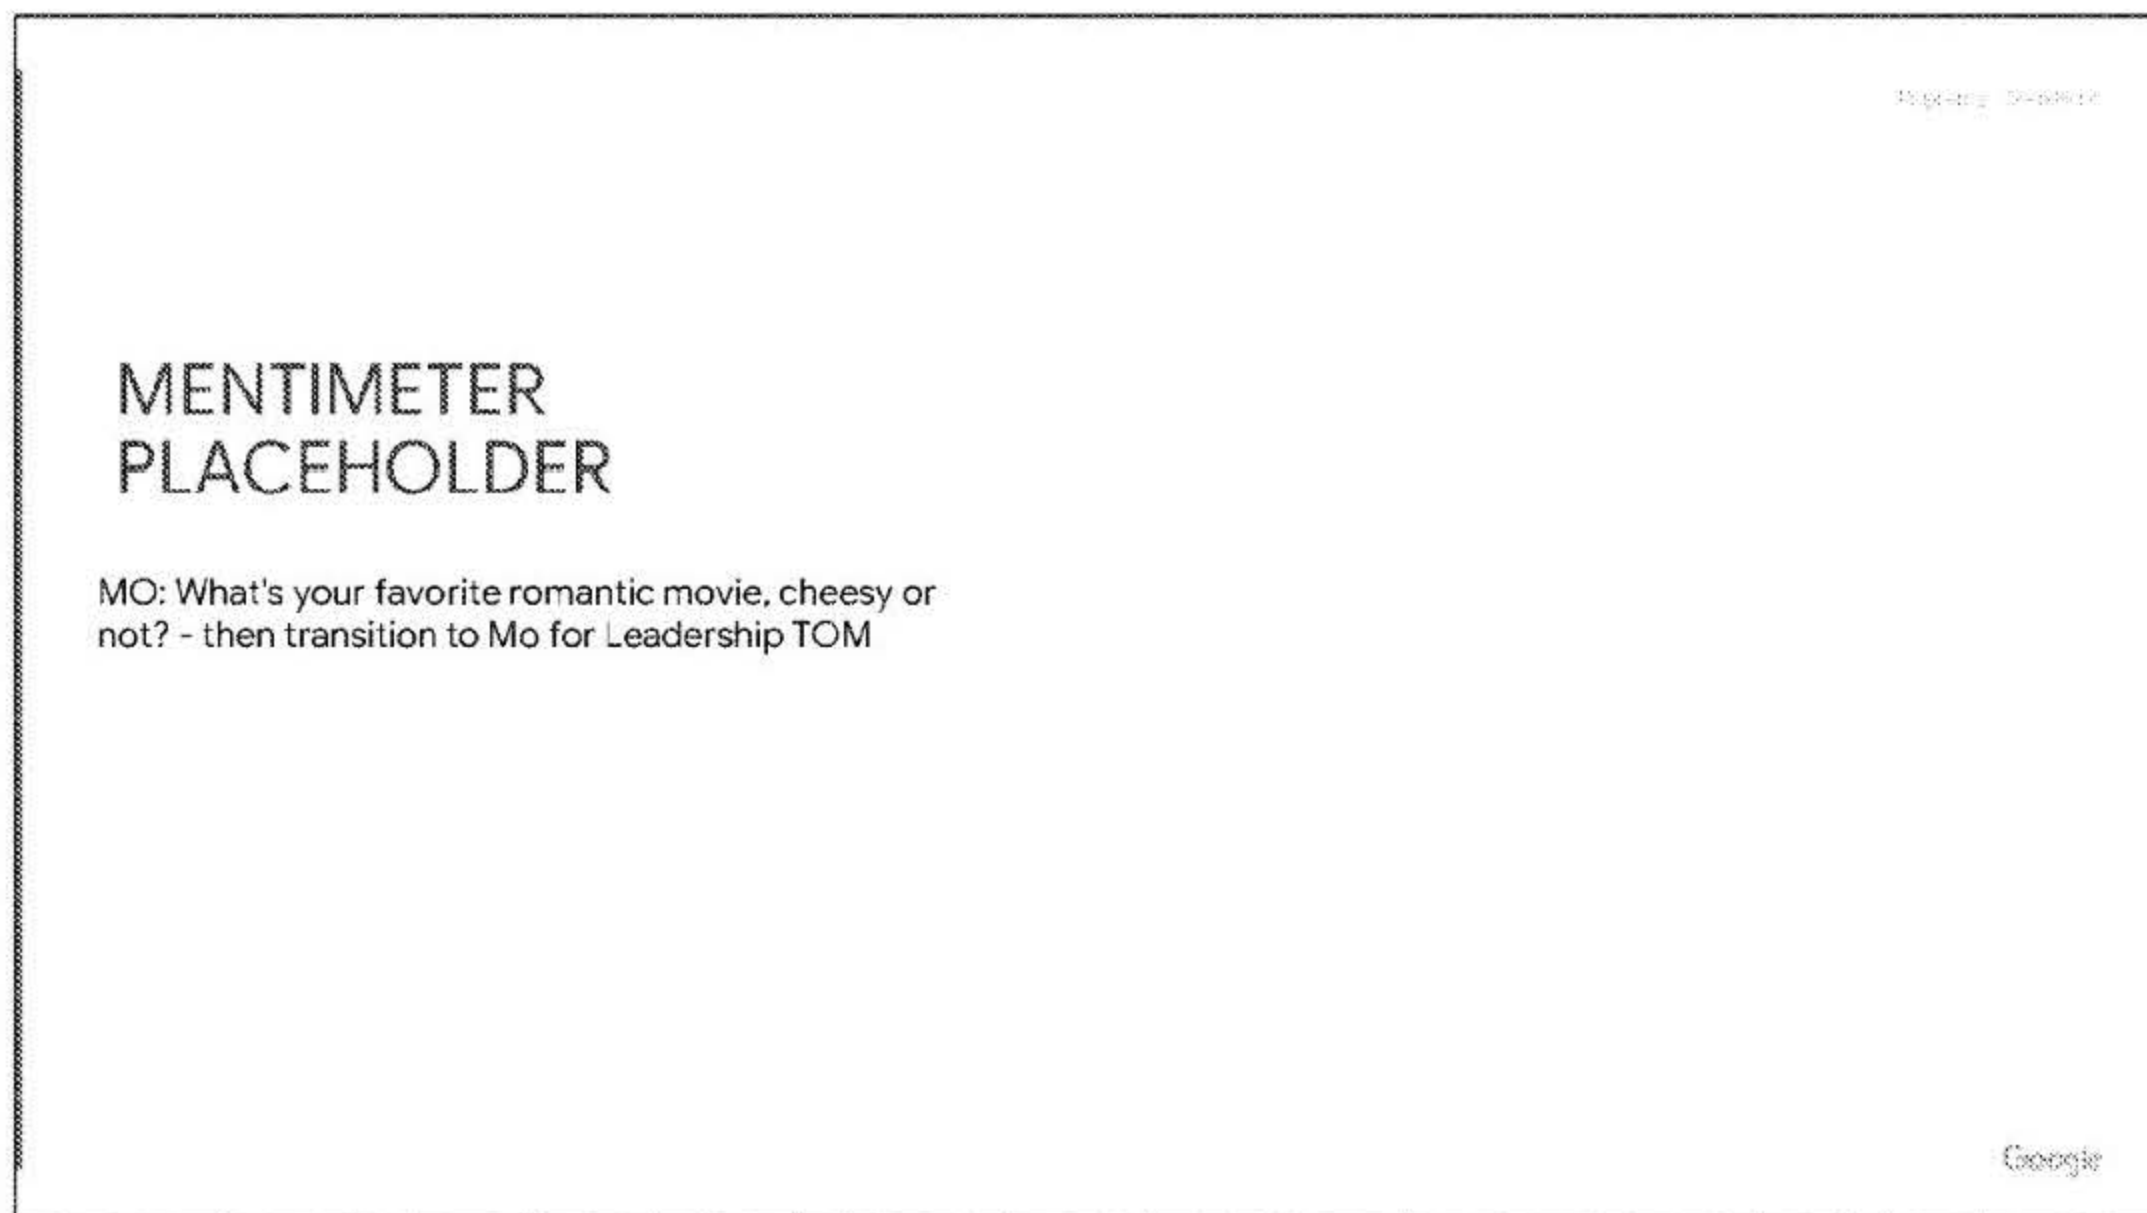 MENTIMETER
PLACEHOLDER
MO: What's your favorite romantic movie, cheesy or
not? - then transition to Mo for Leadership TOM
Google